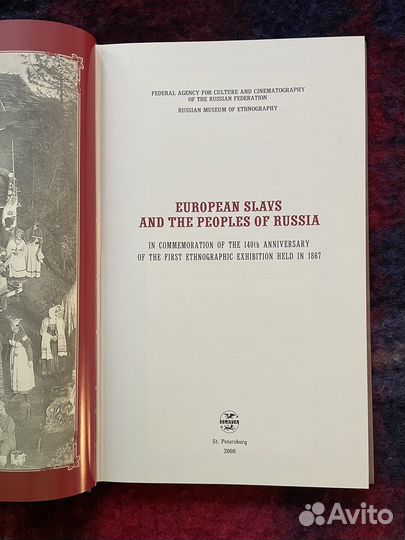 FEDERAL AGENCY FOR CULTURE AND CINEMATOGRAPHY
OF THE RUSSIAN FEDERATION
RUSSIAN MUSEUM OF ETHNOGRAPHY
EUROPEAN SLAVS
AND THE PEOPLES OF RUSSIA
IN COMMEMORATION OF THE 140th ANNIVERSARY
OF THE FIRST ETHNOGRAPHIC EXHIBITION HELD IN 1867
SLAVIA
St. Petersburg
2008
Avito